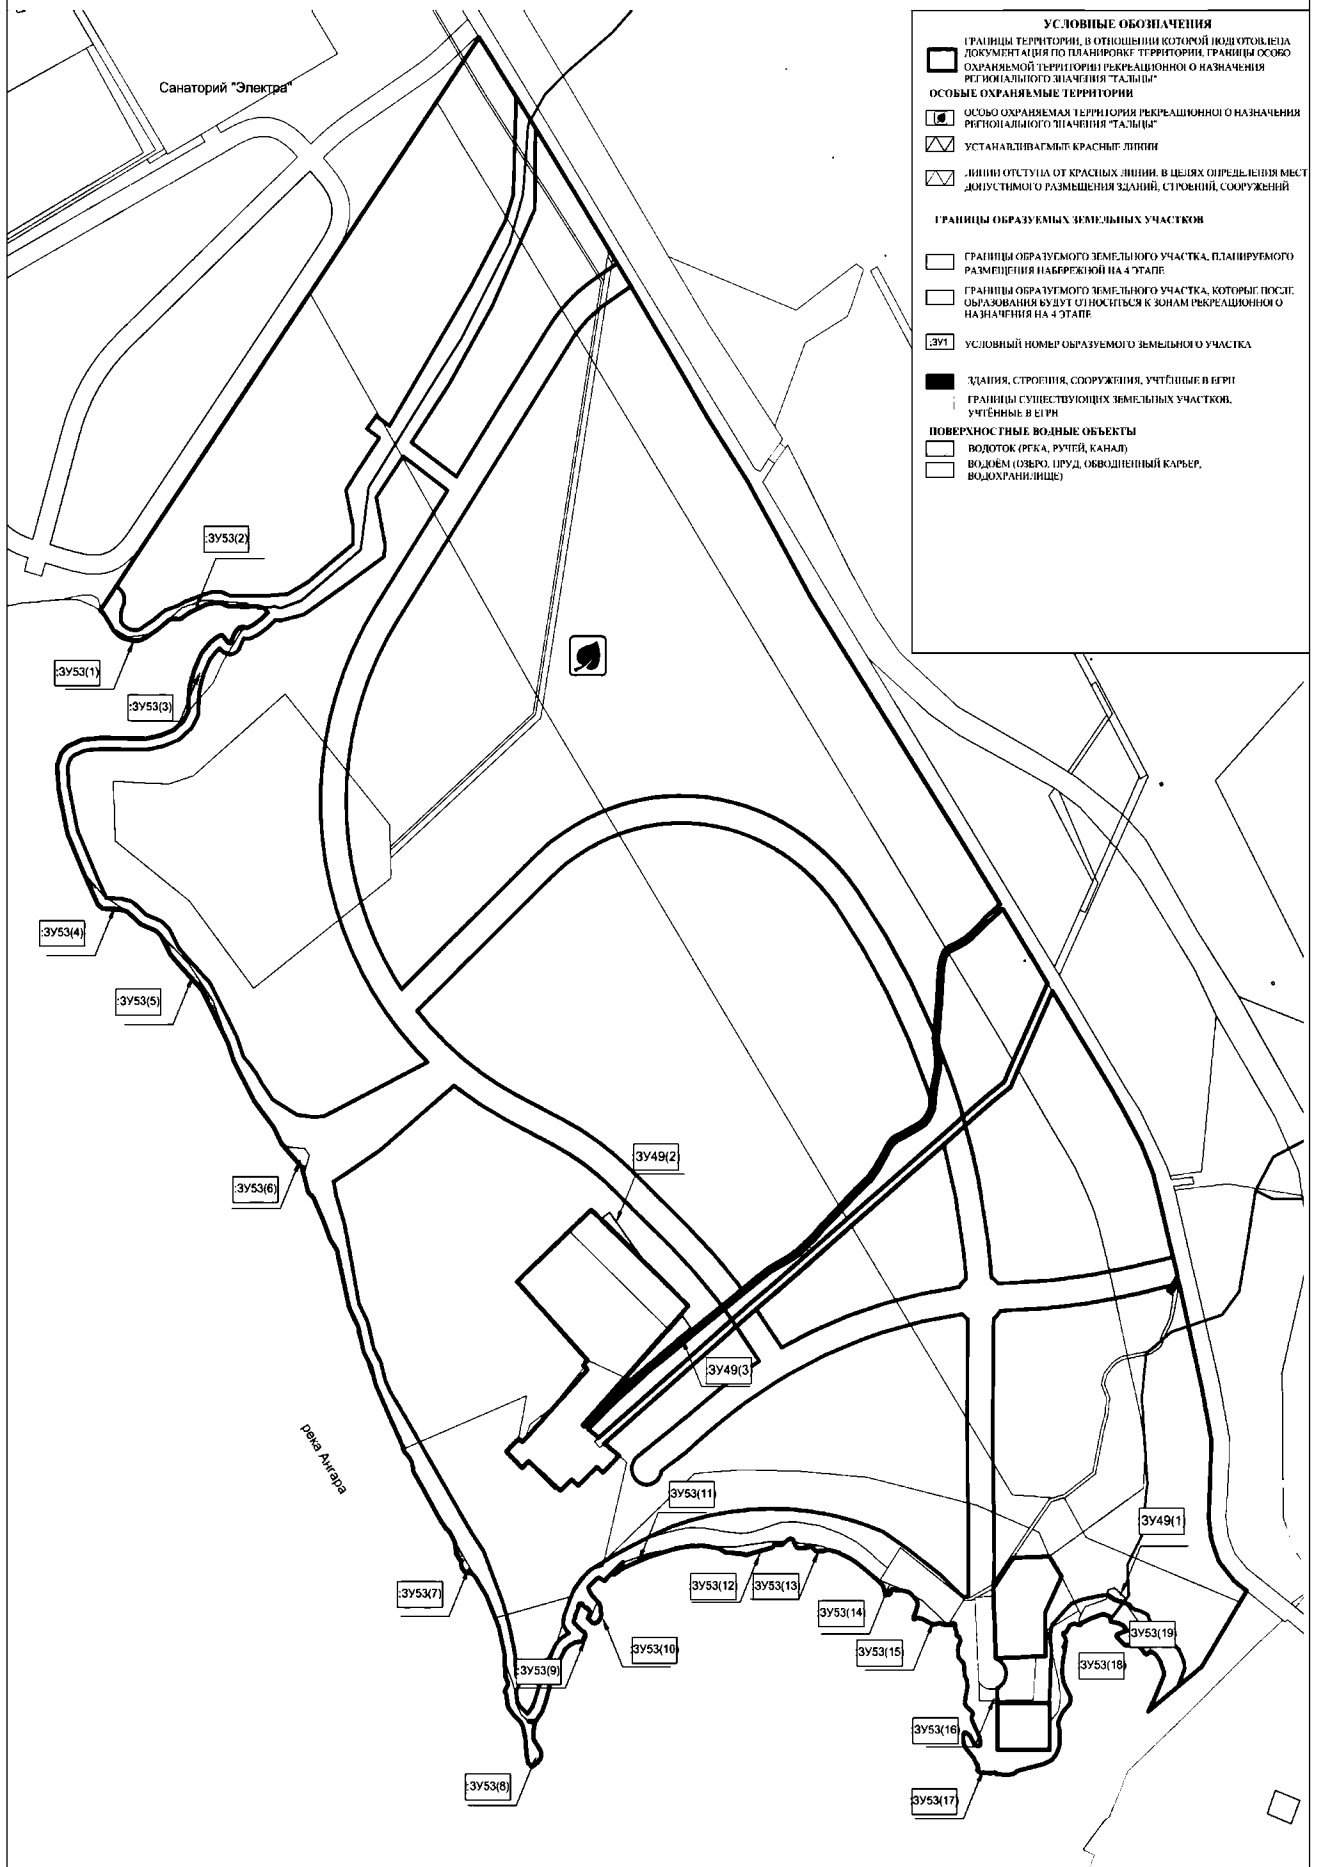 УСЛОВНЫЕ ОБОЗНАЧЕНИЯ
ГРАНИЦЫ ТЕРРИТОРИИ, В ОТНОШЕНИИ КОТОРОЙ ПОДГОТОВЛЕНА
ДОКУМЕНТАЦИЯ ПО ПЛАНИРОВКЕ ТЕРРИТОРИИ, ГРАНИЦЫ ОСОБО
ОХРАНЯЕМОЙ ТЕРРИТОРИИ РЕКРЕАЦИОННОГО НАЗНАЧЕНИЯ
РЕГИОНАЛЬНОГО ЗНАЧЕНИЯ "ТАЛЬЦЫ"
ОСОБЫЕ ОХРАНЯЕМЫЕ ТЕРРИТОРИИ
ОСОБО ОХРАНЯЕМАЯ ТЕРРИТОРИЯ РЕКРЕАЦИОННОГО НАЗНАЧЕНИЯ
РЕГИОНАЛЬНОГО ЗНАЧЕНИЯ "ТАЛЬЦЫ"
УСТАНАВЛИВАЕМЫЕ КРАСНЫЕ ЛИНИИ
ЛИНИИ ОТСТУПА ОТ КРАСНЫХ ЛИНИЙ, В ЦЕЛЯХ ОПРЕДЕЛЕНИЯ МЕСТ
ДОПУСТИМОГО РАЗМЕЩЕНИЯ ЗДАНИЙ, СТРОЕНИЙ, СООРУЖЕНИЙ
ГРАНИЦЫ ОБРАЗУЕМЫХ ЗЕМЕЛЬНЫХ УЧАСТКОВ
ГРАНИЦЫ ОБРАЗУЕМОГО ЗЕМЕЛЬНОГО УЧАСТКА, ПЛАНИРУЕМОГО
РАЗМЕЩЕНИЯ НАБЕРЕЖНОЙ НА 4 ЭТАПЕ
ГРАНИЦЫ ОБРАЗУЕМОГО ЗЕМЕЛЬНОГО УЧАСТКА, КОТОРЫЕ ПОСЛЕ
ОБРАЗОВАНИЯ БУДУТ ОТНОСИТЬСЯ К ЗОНАМ РЕКРЕАЦИОННОГО
НАЗНАЧЕНИЯ НА 4 ЭТАПЕ
:ЗУ1 УСЛОВНЫЙ НОМЕР ОБРАЗУЕМОГО ЗЕМЕЛЬНОГО УЧАСТКА
ЗДАНИЯ, СТРОЕНИЯ, СООРУЖЕНИЯ, УЧТЁННЫЕ В ЕГРН
ГРАНИЦЫ СУЩЕСТВУЮЩИХ ЗЕМЕЛЬНЫХ УЧАСТКОВ,
УЧТЁННЫЕ В ЕГРН
ПОВЕРХНОСТНЫЕ ВОДНЫЕ ОБЪЕКТЫ
ВОДОТОК (РЕКА, РУЧЕЙ, КАНАЛ)
ВОДОЁМ (ОЗЕРО, ПРУД, ОБВОДНЕННЫЙ КАРЬЕР,
ВОДОХРАНИЛИЩЕ)
Санаторий "Электра"
:ЗУ53(2)
:ЗУ53(1)
:ЗУ53(3)
:ЗУ53(4)
:ЗУ53(5)
:ЗУ53(6)
:ЗУ49(2)
:ЗУ49(3)
река Ангара
:ЗУ53(11)
:ЗУ49(1)
:ЗУ53(7)
:ЗУ53(12)
:ЗУ53(13)
:ЗУ53(14)
:ЗУ53(19)
:ЗУ53(10)
:ЗУ53(15)
:ЗУ53(9)
:ЗУ53(18)
:ЗУ53(16)
:ЗУ53(8)
:ЗУ53(17)